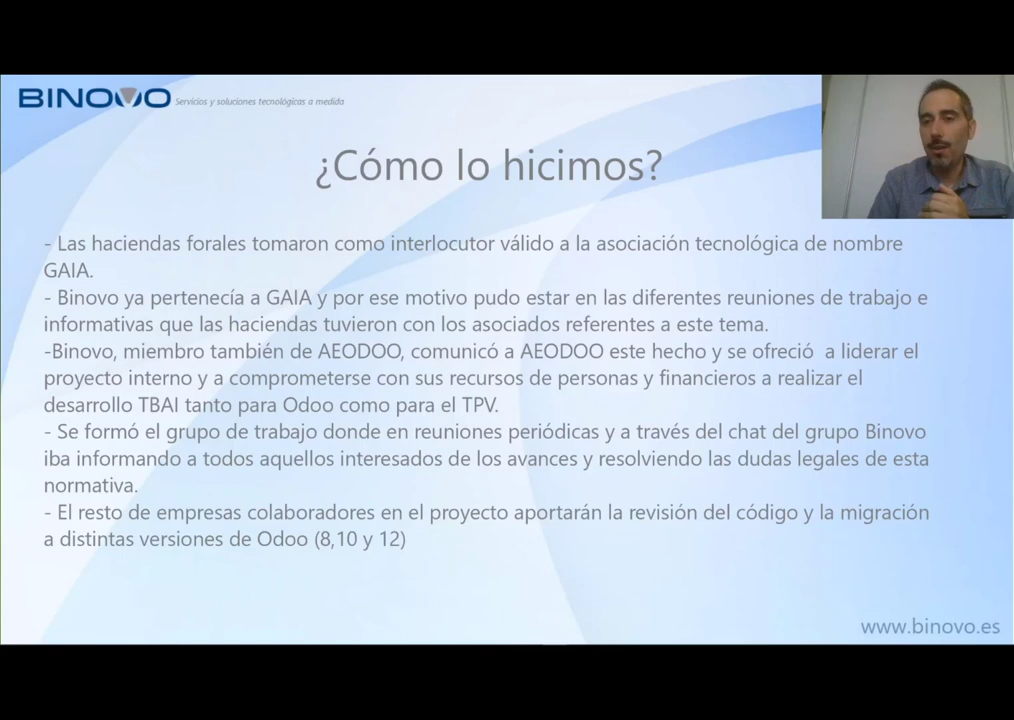 BINOVO Servicios y soluciones tecnológicas a medida
¿Cómo lo hicimos?
- Las haciendas forales tomaron como interlocutor válido a la asociación tecnológica de nombre
GAIA.
- Binovo ya pertenecía a GAIA y por ese motivo pudo estar en las diferentes reuniones de trabajo e
informativas que las haciendas tuvieron con los asociados referentes a este tema.
-Binovo, miembro también de AEODOO, comunicó a AEODOO este hecho y se ofreció a liderar el
proyecto interno y a comprometerse con sus recursos de personas y financieros a realizar el
desarrollo TBAI tanto para Odoo como para el TPV.
- Se formó el grupo de trabajo donde en reuniones periódicas y a través del chat del grupo Binovo
iba informando a todos aquellos interesados de los avances y resolviendo las dudas legales de esta
normativa.
- El resto de empresas colaboradores en el proyecto aportarán la revisión del código y la migración
a distintas versiones de Odoo (8,10 y 12)
www.binovo.es